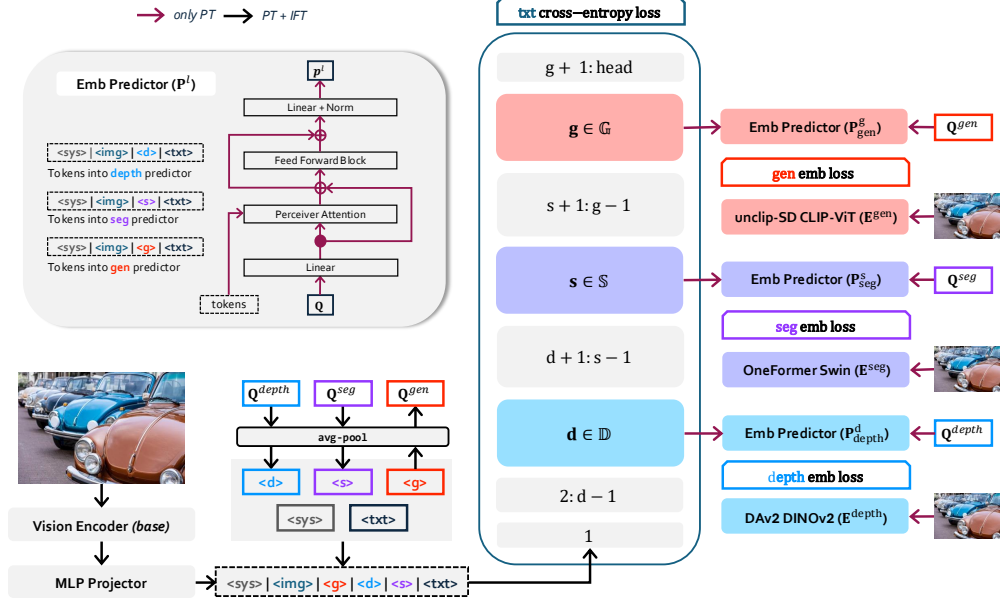 only PT
PT + IFT
txt cross—entropy loss
Emb Predictor (P^l)
p^l
Linear + Norm
Feed Forward Block
Perceiver Attention
Linear
Q
tokens
<sys> | <img> | <d> | <txt>
Tokens into depth predictor
<sys> | <img> | <s> | <txt>
Tokens into seg predictor
<sys> | <img> | <g> | <txt>
Tokens into gen predictor
g + 1: head
g ∈ 𝔾
s + 1: g − 1
s ∈ 𝕊
d + 1: s − 1
d ∈ 𝔻
2: d − 1
1
Emb Predictor (P^g_gen)
Q^gen
gen emb loss
unclip-SD CLIP-ViT (E^gen)
Emb Predictor (P^s_seg)
Q^seg
seg emb loss
OneFormer Swin (E^seg)
Emb Predictor (P^d_depth)
Q^depth
depth emb loss
DAv2 DINOv2 (E^depth)
Vision Encoder (base)
MLP Projector
Q^depth
Q^seg
Q^gen
avg-pool
<d>
<s>
<g>
<sys>
<txt>
<sys> | <img> | <g> | <d> | <s> | <txt>